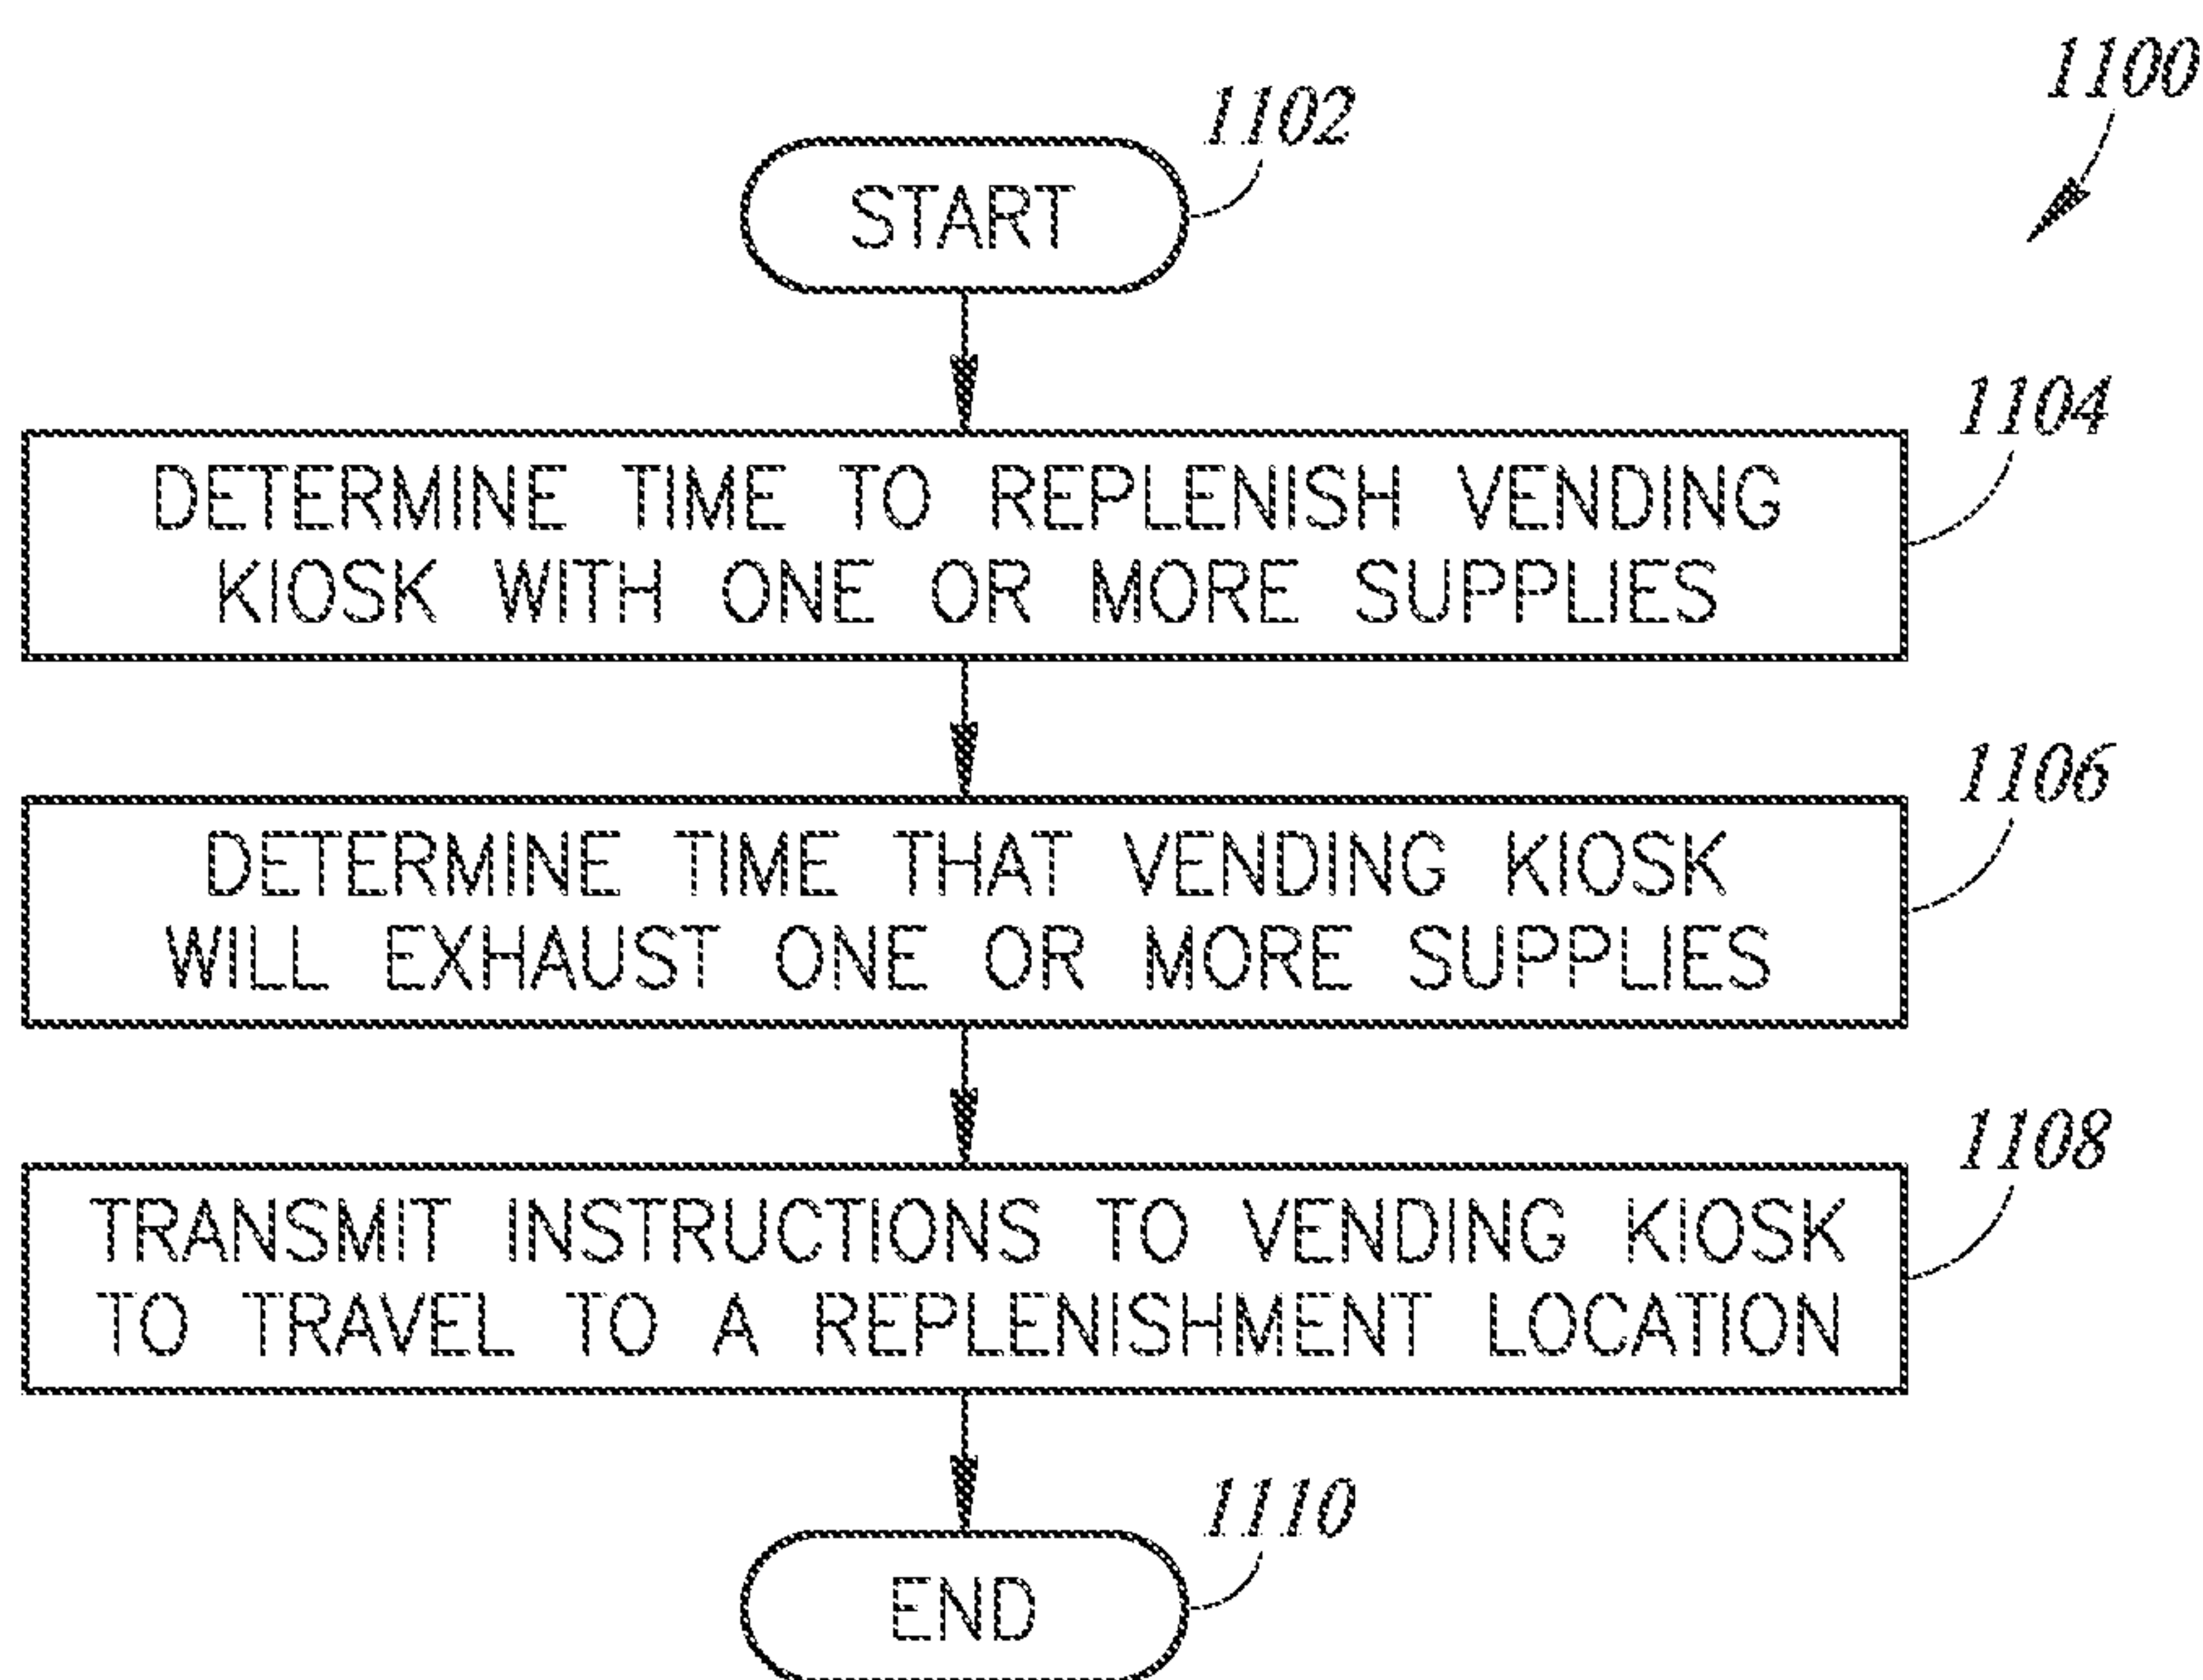 1100
1102
START
1104
DETERMINE TIME TO REPLENISH VENDING
KIOSK WITH ONE OR MORE SUPPLIES
1106
DETERMINE TIME THAT VENDING KIOSK
WILL EXHAUST ONE OR MORE SUPPLIES
1108
TRANSMIT INSTRUCTIONS TO VENDING KIOSK
TO TRAVEL TO A REPLENISHMENT LOCATION
1110
END